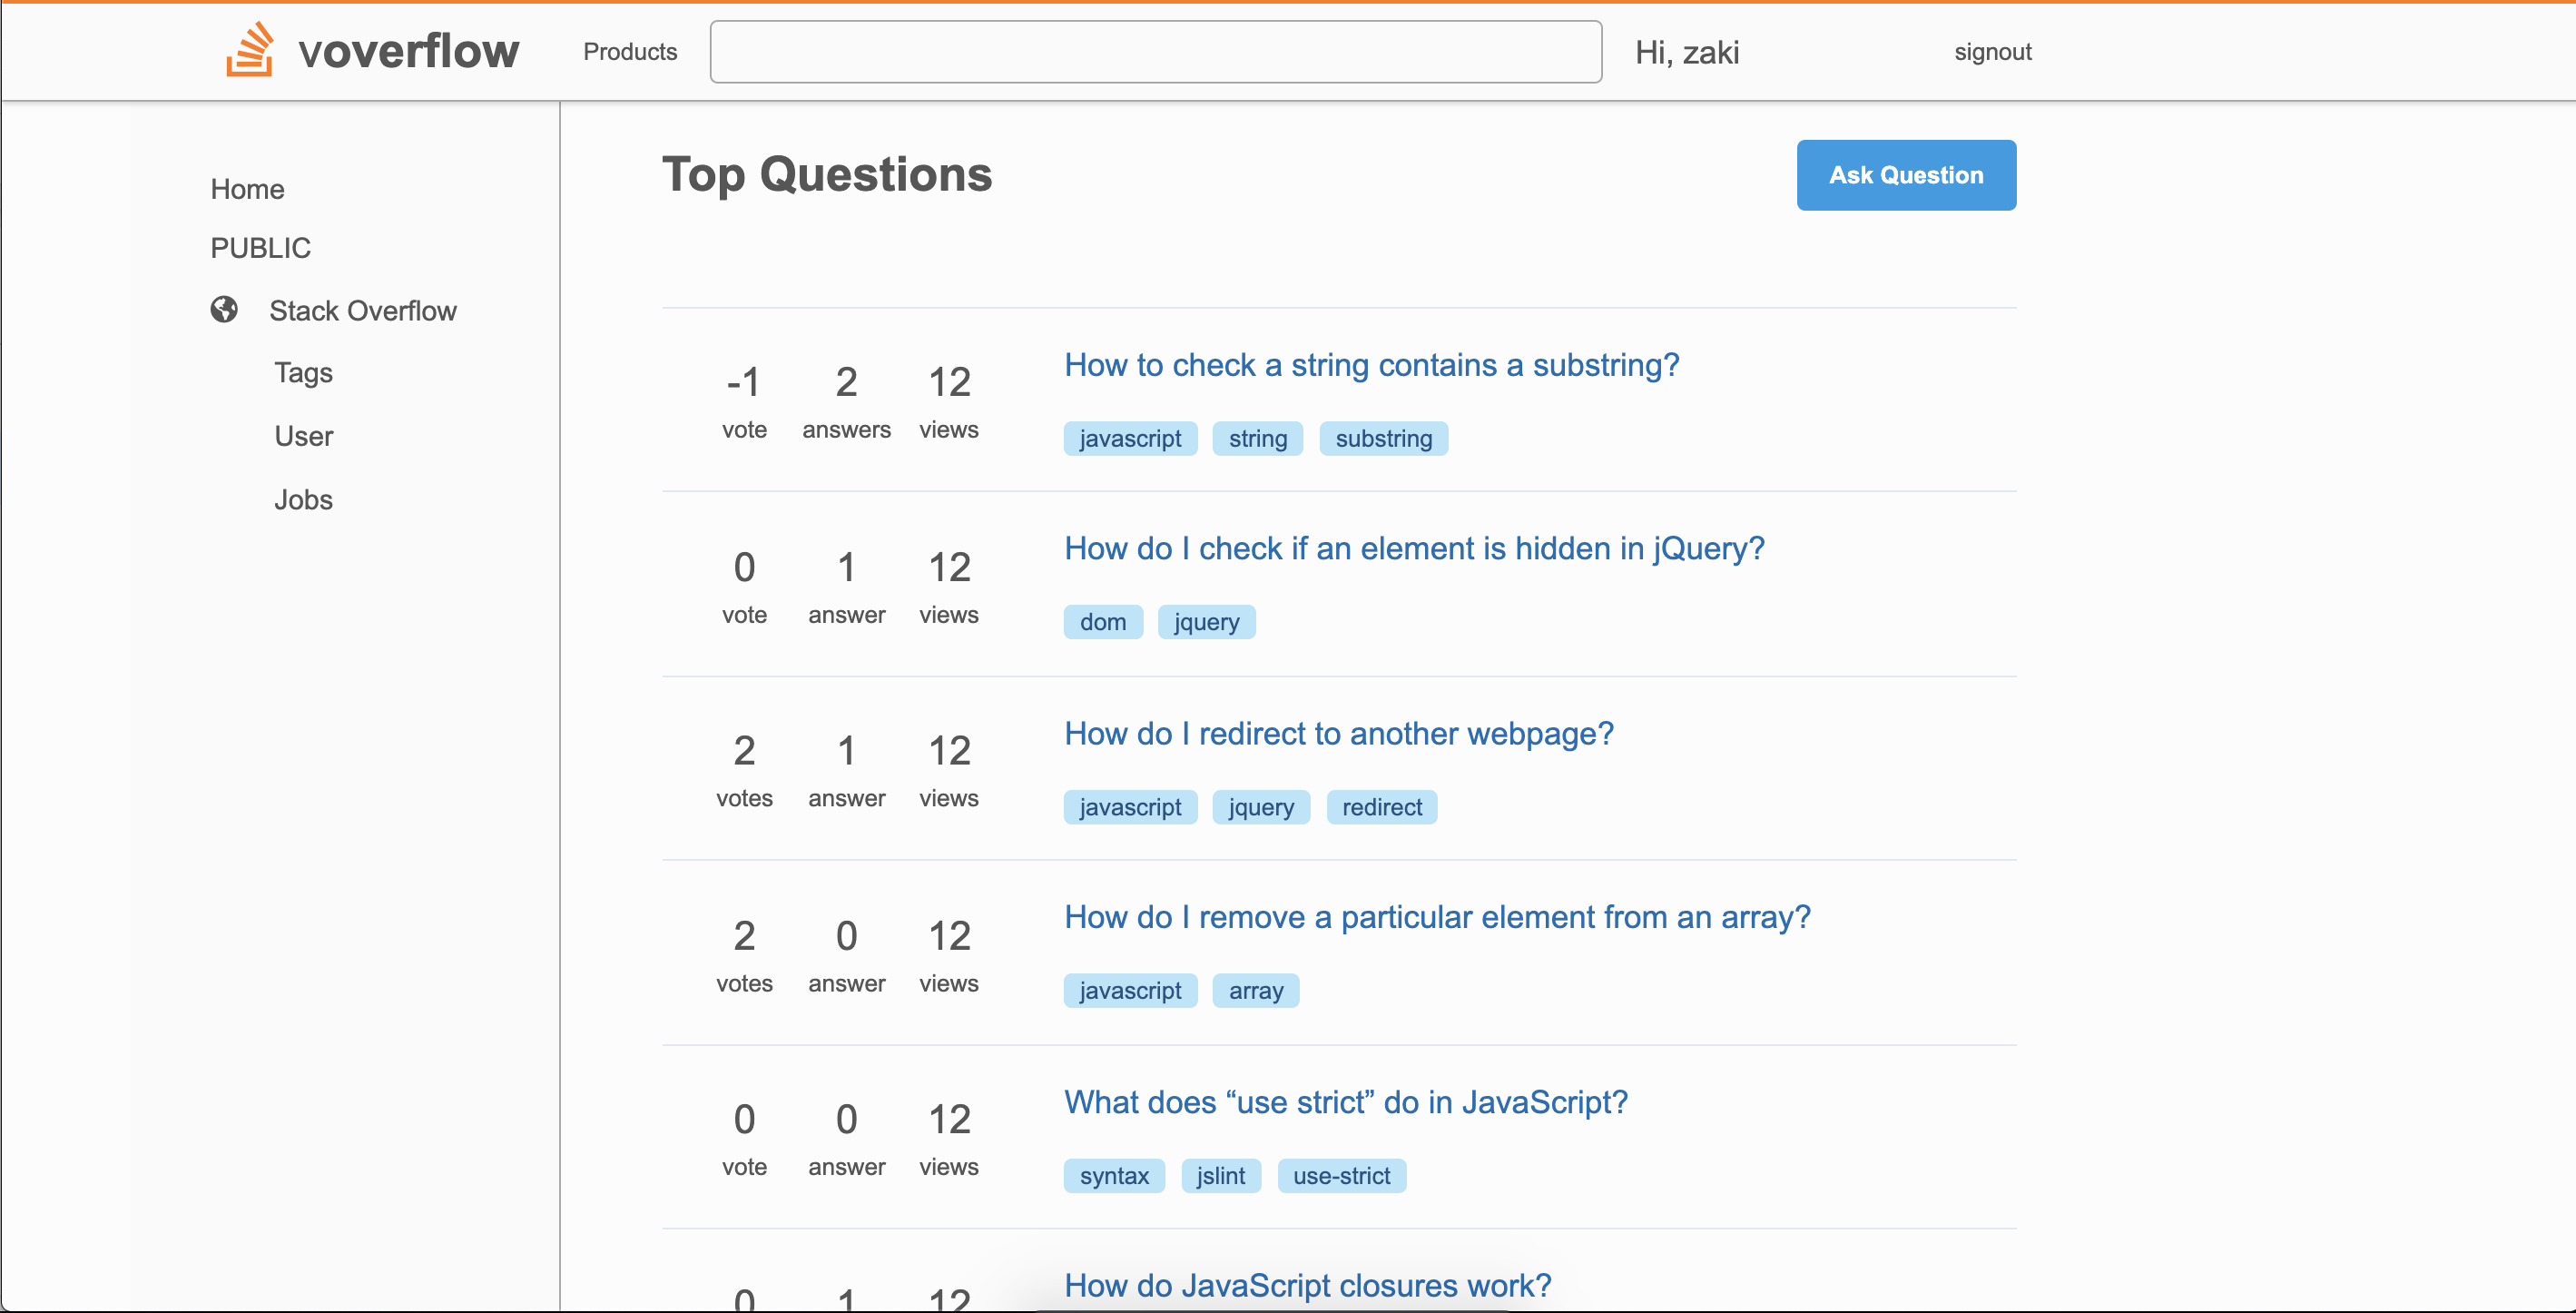 voverflow
Products
Hi, zaki
signout
Home
PUBLIC
Stack Overflow
Tags
User
Jobs
Top Questions
Ask Question
-1 2 12
vote answers views
How to check a string contains a substring?
javascript string substring
0 1 12
vote answer views
How do I check if an element is hidden in jQuery?
dom jquery
2 1 12
votes answer views
How do I redirect to another webpage?
javascript jquery redirect
2 0 12
votes answer views
How do I remove a particular element from an array?
javascript array
0 0 12
vote answer views
What does “use strict” do in JavaScript?
syntax jslint use-strict
0 1 12
How do JavaScript closures work?